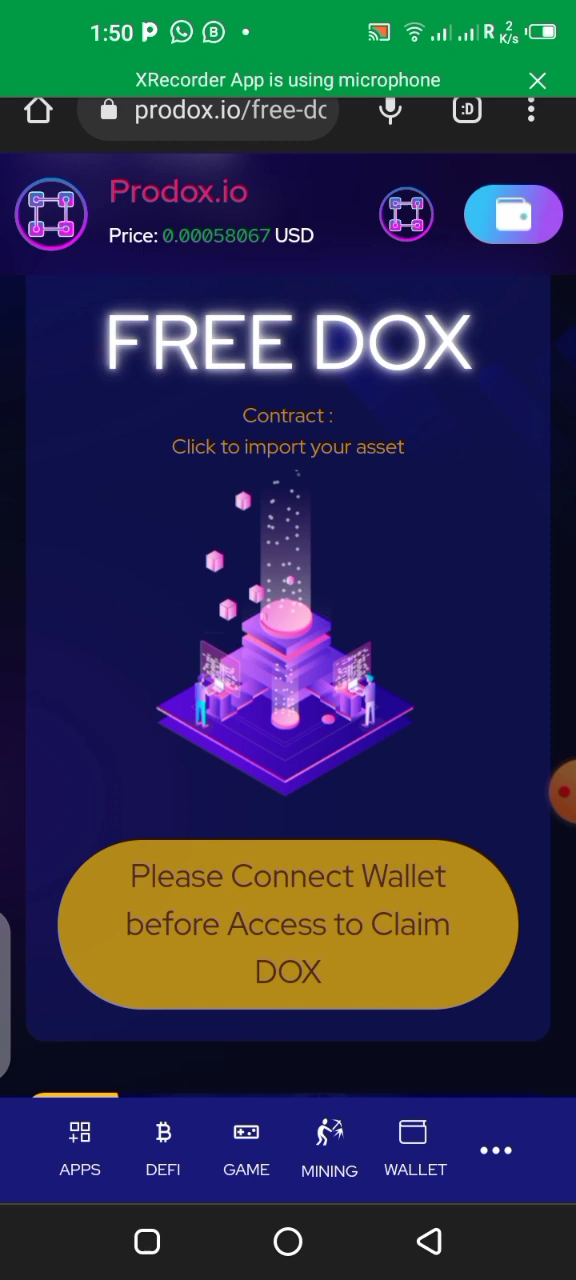 1:50
R 2 K/s
XRecorder App is using microphone
prodox.io/free-dc
:D
Prodox.io
Price: 0.00058067 USD
FREE DOX
Contract :
Click to import your asset
Please Connect Wallet
before Access to Claim
DOX
APPS DEFI GAME MINING WALLET